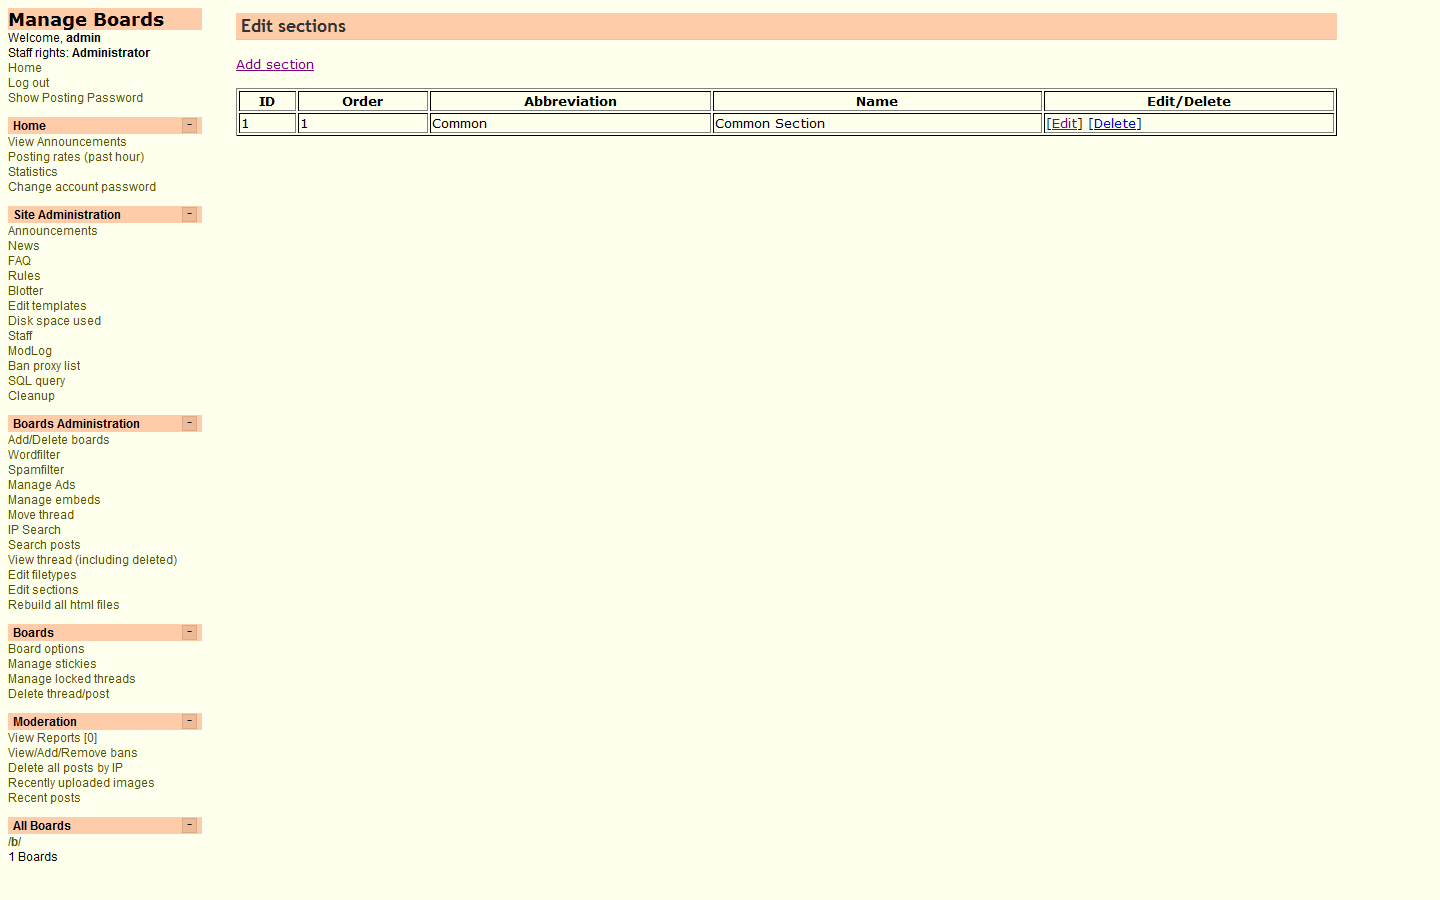 Manage Boards
Welcome, admin
Staff rights: Administrator
Home
Log out
Show Posting Password
Home -
View Announcements
Posting rates (past hour)
Statistics
Change account password
Site Administration -
Announcements
News
FAQ
Rules
Blotter
Edit templates
Disk space used
Staff
ModLog
Ban proxy list
SQL query
Cleanup
Boards Administration -
Add/Delete boards
Wordfilter
Spamfilter
Manage Ads
Manage embeds
Move thread
IP Search
Search posts
View thread (including deleted)
Edit filetypes
Edit sections
Rebuild all html files
Boards -
Board options
Manage stickies
Manage locked threads
Delete thread/post
Moderation -
View Reports [0]
View/Add/Remove bans
Delete all posts by IP
Recently uploaded images
Recent posts
All Boards -
/b/
1 Boards
Edit sections
Add section
ID Order Abbreviation Name Edit/Delete
1 1 Common Common Section [Edit] [Delete]